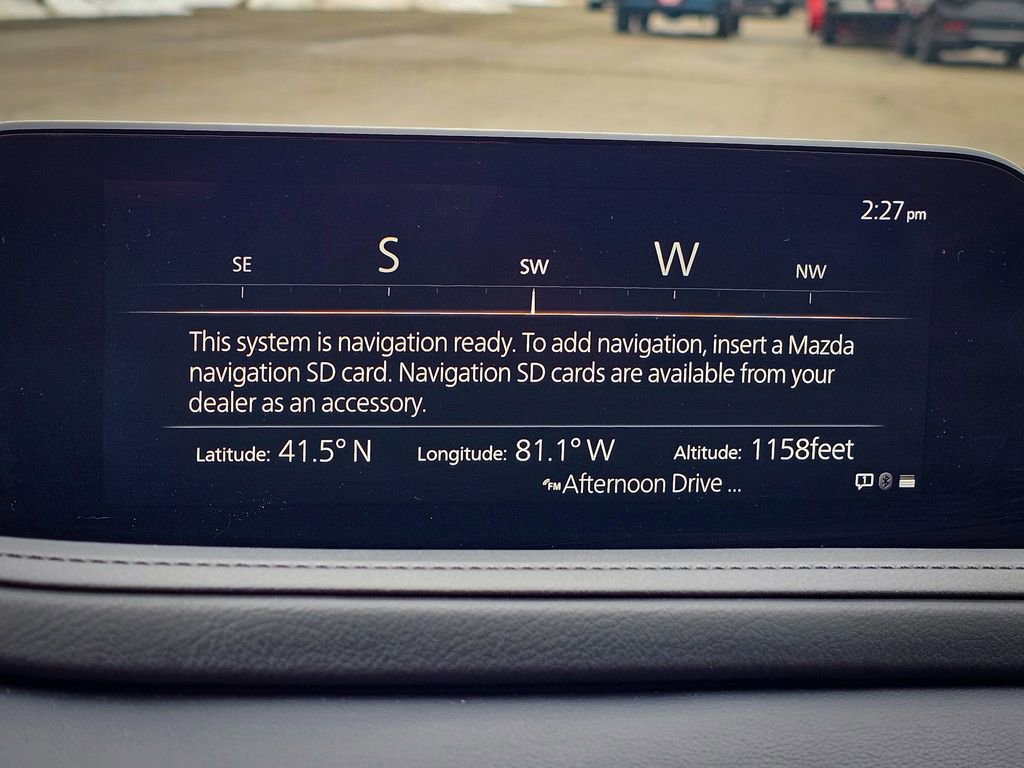 2:27 pm
SE S SW W NW
This system is navigation ready. To add navigation, insert a Mazda
navigation SD card. Navigation SD cards are available from your
dealer as an accessory.
Latitude: 41.5° N Longitude: 81.1° W Altitude: 1158feet
FM Afternoon Drive ... 1